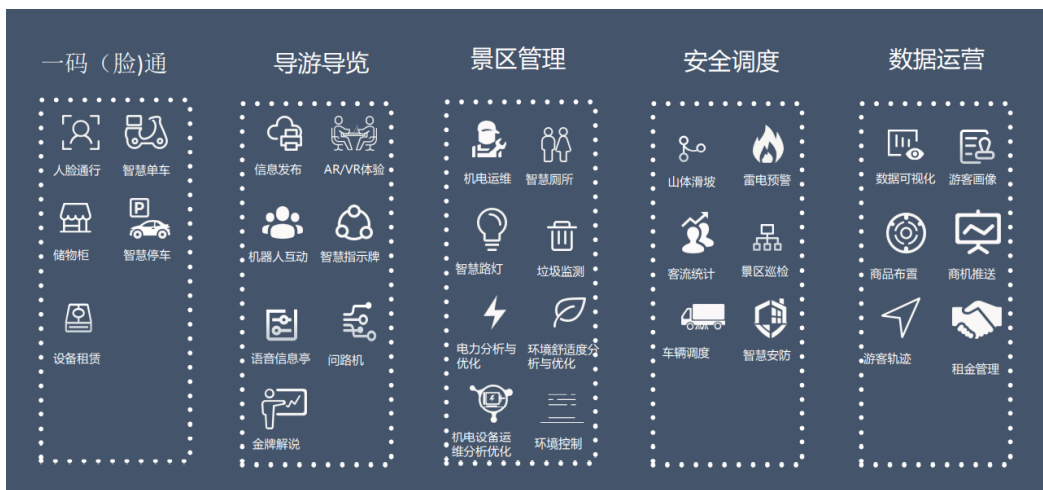 一码（脸)通
人脸通行
智慧单车
储物柜
P
智慧停车
设备租赁
导游导览
信息发布
AR/VR体验
机器人互动
智慧指示牌
语音信息亭
问路机
金牌解说
景区管理
机电运维
智慧厕所
智慧路灯
垃圾监测
电力分析与
优化
环境舒适度分
析与优化
机电设备运
维分析优化
环境控制
安全调度
山体滑坡
雷电预警
客流统计
景区巡检
车辆调度
智慧安防
数据运营
数据可视化
游客画像
商品布置
商机推送
游客轨迹
租金管理